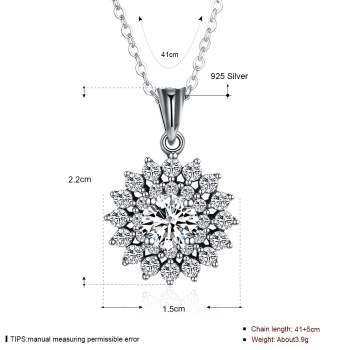 41cm
925 Silver
2.2cm
1.5cm
Chain length: 41+5cm
Weight: About3.9g
TIPS:manual measuring permissible error